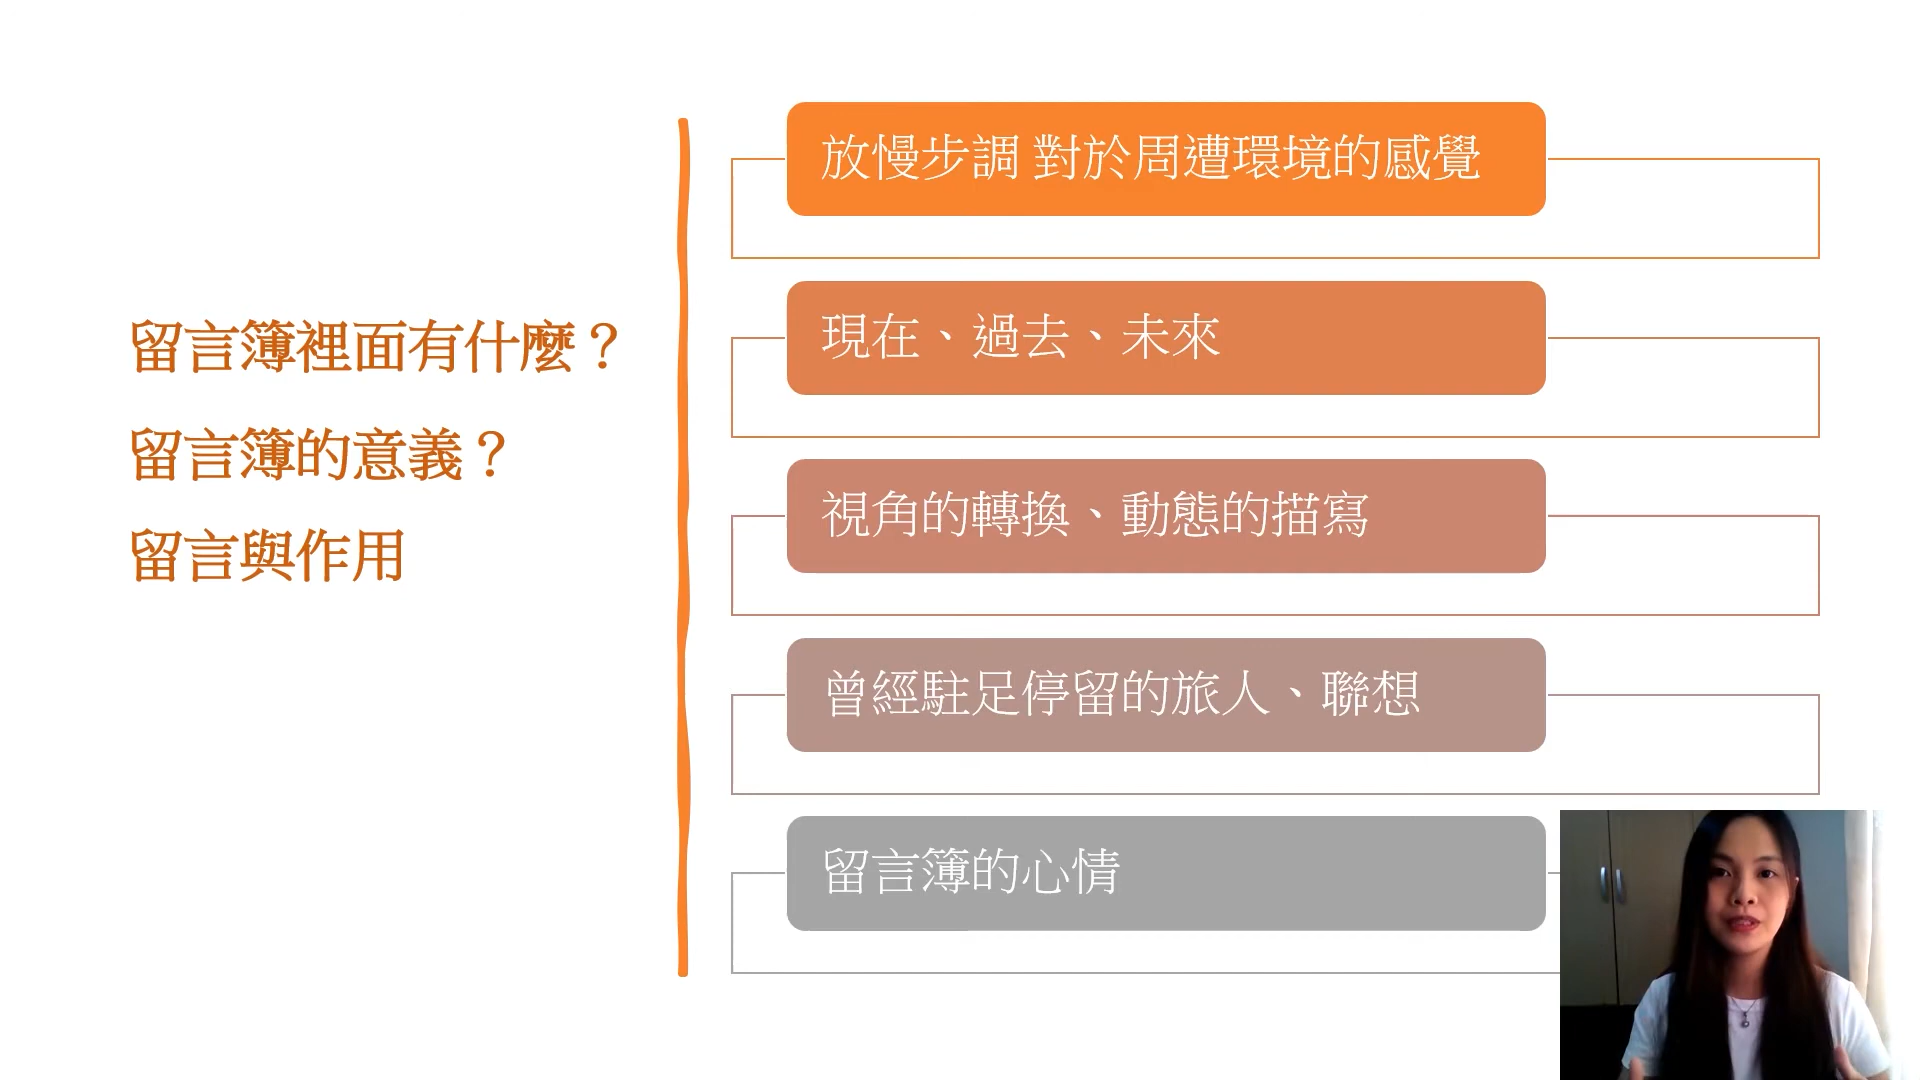 留言簿裡面有什麼？
留言簿的意義？
留言與作用
放慢步調 對於周遭環境的感覺
現在、過去、未來
視角的轉換、動態的描寫
曾經駐足停留的旅人、聯想
留言簿的心情